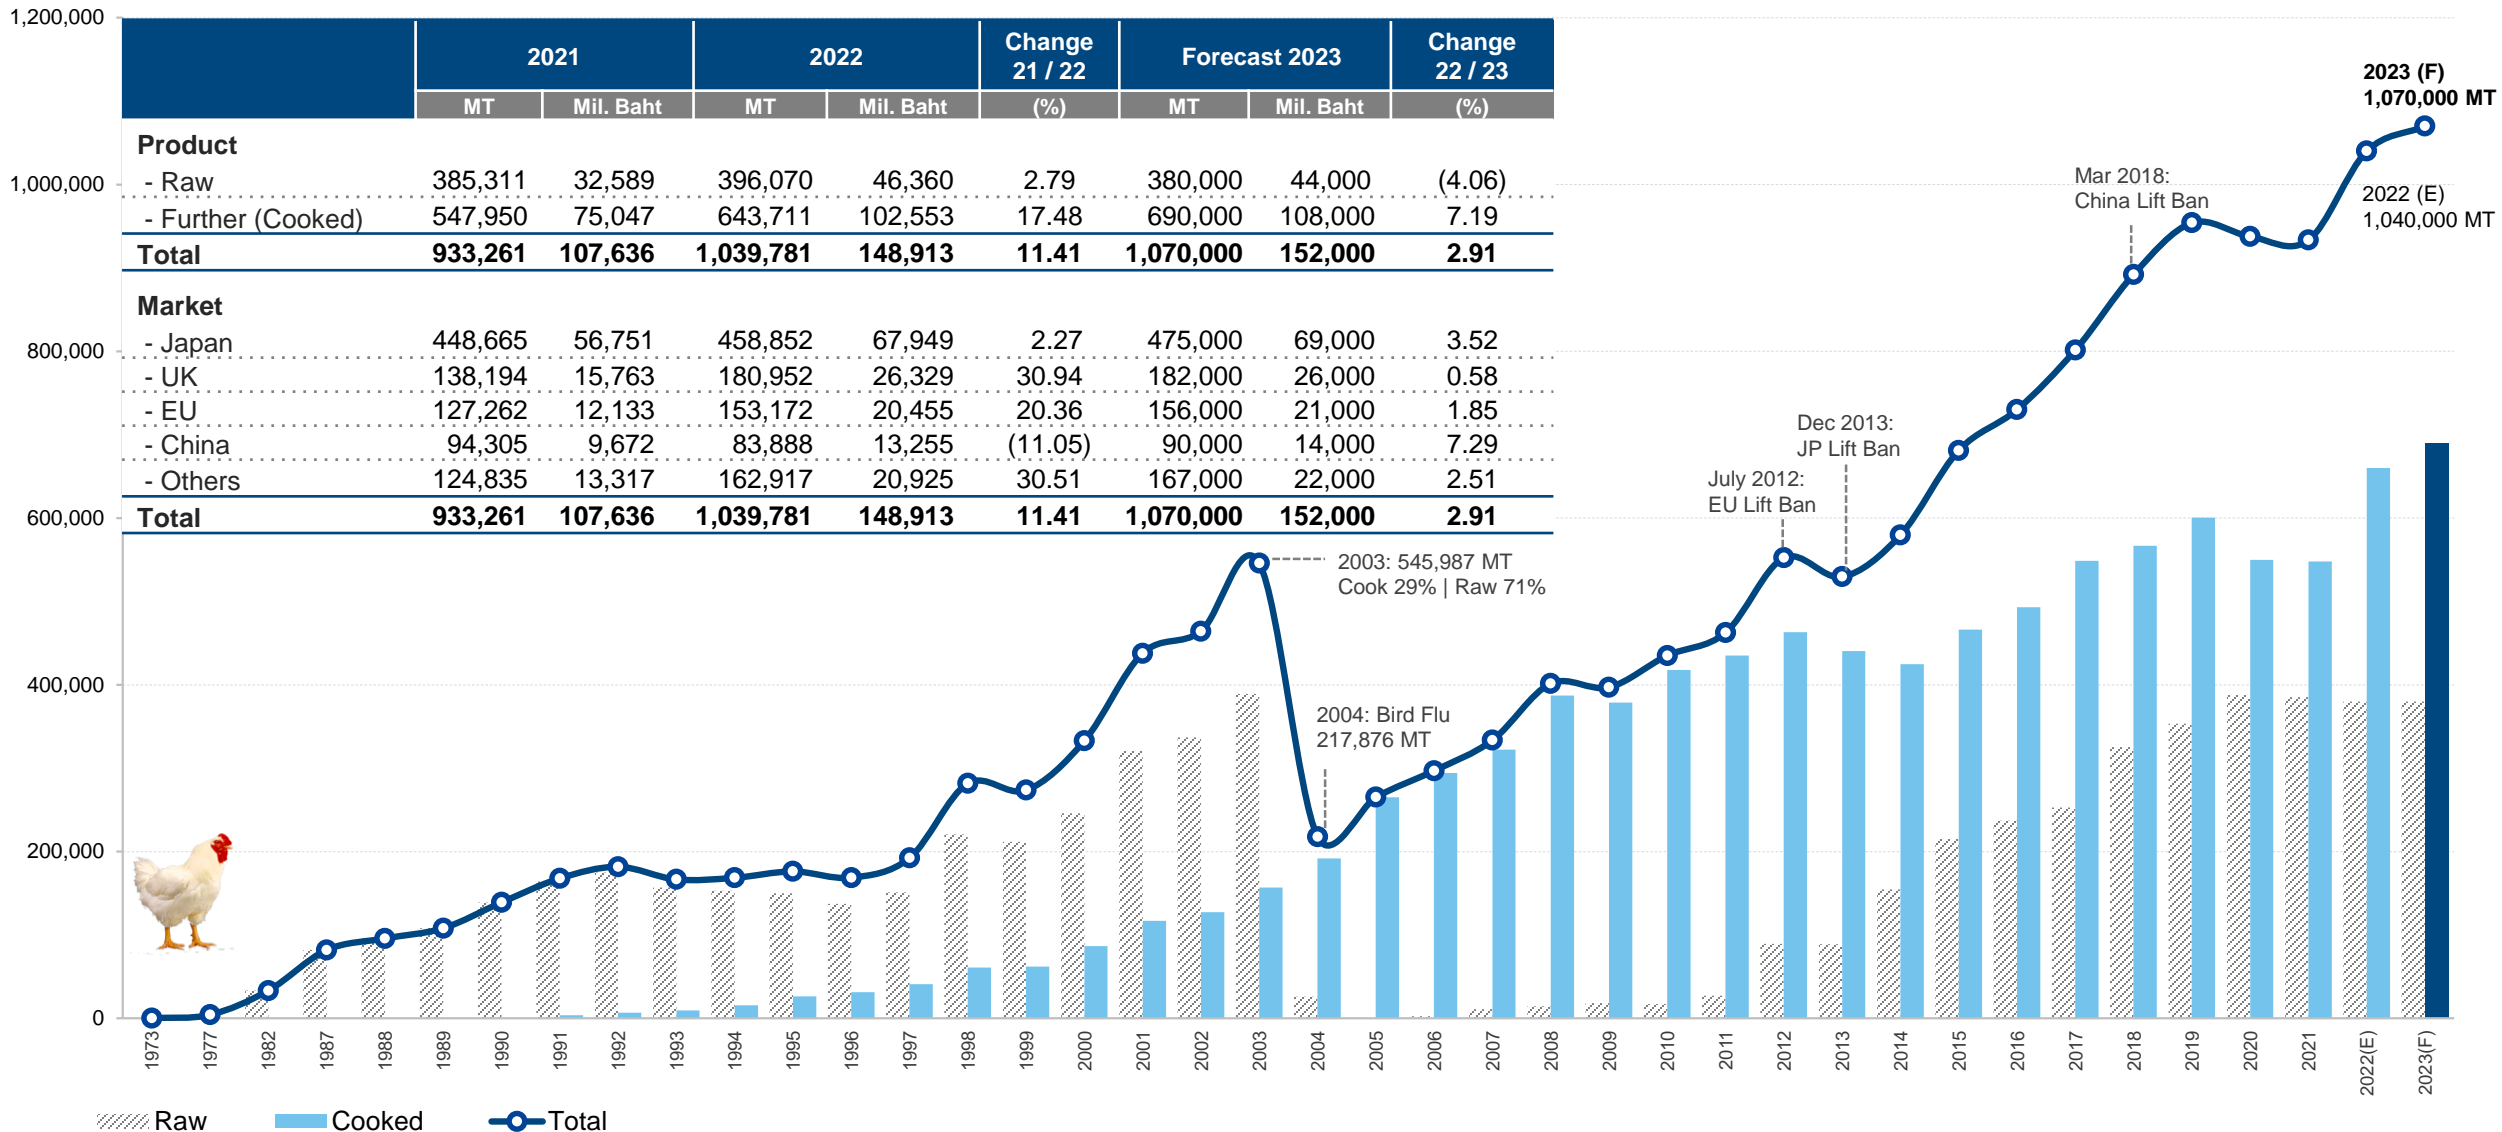 1,200,000
1,000,000
800,000
600,000
400,000
200,000
0
2021 2022 Change 21 / 22 Forecast 2023 Change 22 / 23
MT Mil. Baht MT Mil. Baht (%) MT Mil. Baht (%)
Product
- Raw 385,311 32,589 396,070 46,360 2.79 380,000 44,000 (4.06)
- Further (Cooked) 547,950 75,047 643,711 102,553 17.48 690,000 108,000 7.19
Total 933,261 107,636 1,039,781 148,913 11.41 1,070,000 152,000 2.91
Market
- Japan 448,665 56,751 458,852 67,949 2.27 475,000 69,000 3.52
- UK 138,194 15,763 180,952 26,329 30.94 182,000 26,000 0.58
- EU 127,262 12,133 153,172 20,455 20.36 156,000 21,000 1.85
- China 94,305 9,672 83,888 13,255 (11.05) 90,000 14,000 7.29
- Others 124,835 13,317 162,917 20,925 30.51 167,000 22,000 2.51
Total 933,261 107,636 1,039,781 148,913 11.41 1,070,000 152,000 2.91
2003: 545,987 MT
Cook 29% | Raw 71%
2004: Bird Flu
217,876 MT
July 2012:
EU Lift Ban
Dec 2013:
JP Lift Ban
Mar 2018:
China Lift Ban
2023 (F)
1,070,000 MT
2022 (E)
1,040,000 MT
1973 1977 1982 1987 1988 1989 1990 1991 1992 1993 1994 1995 1996 1997 1998 1999 2000 2001 2002 2003 2004 2005 2006 2007 2008 2009 2010 2011 2012 2013 2014 2015 2016 2017 2018 2019 2020 2021 2022(E) 2023(F)
Raw Cooked Total